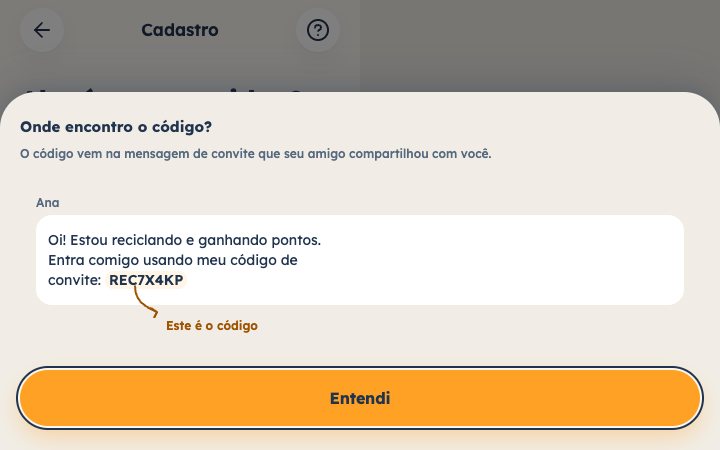 Cadastro
Onde encontro o código?
O código vem na mensagem de convite que seu amigo compartilhou com você.
Ana
Oi! Estou reciclando e ganhando pontos.
Entra comigo usando meu código de
convite: REC7X4KP
Este é o código
Entendi